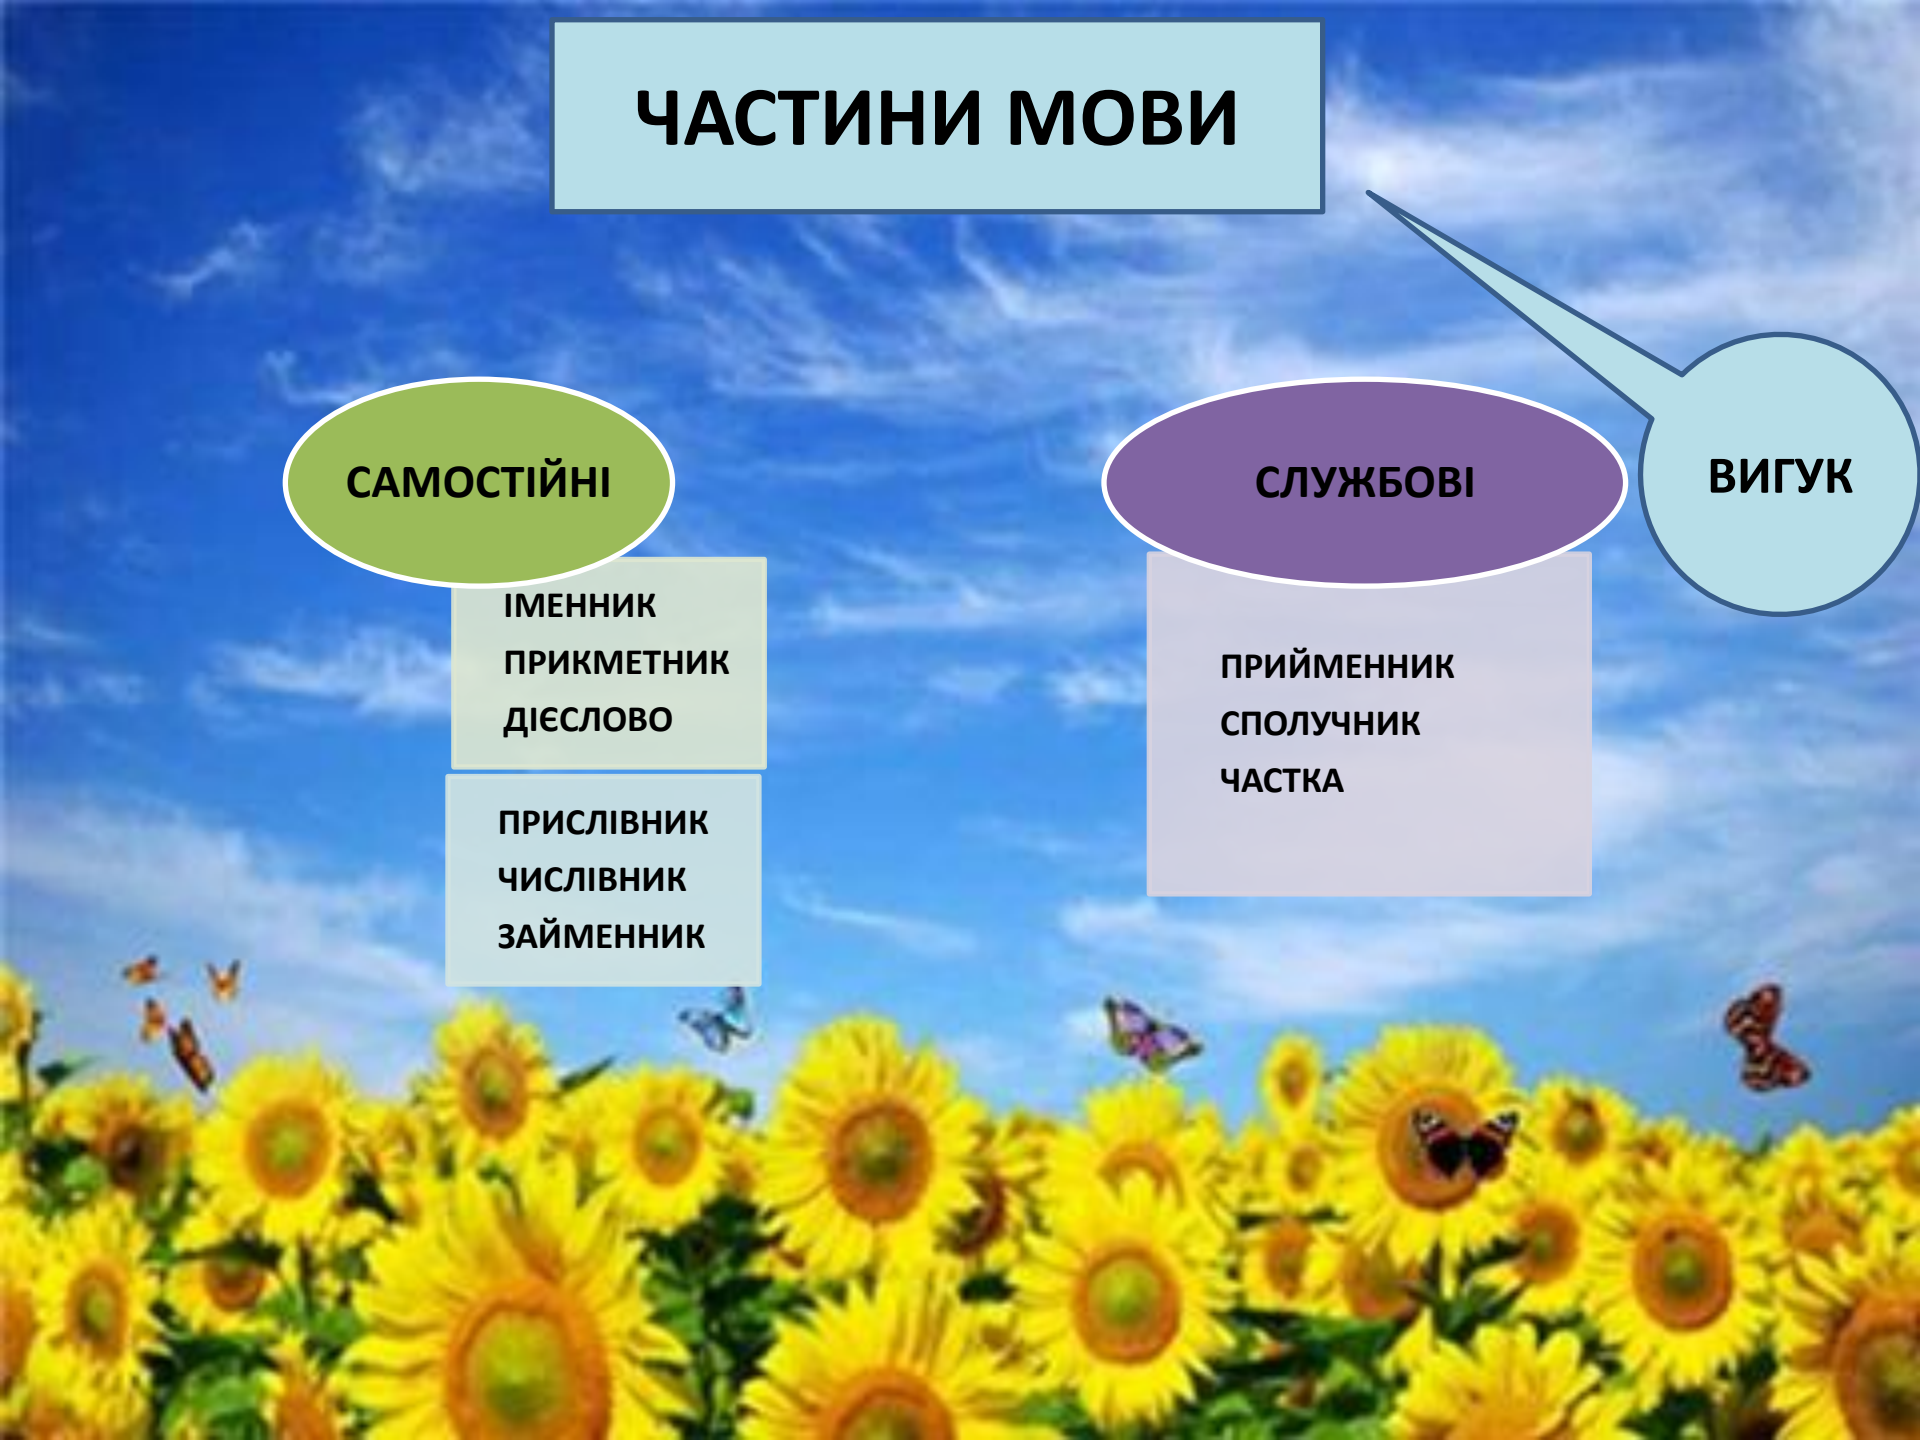 ЧАСТИНИ МОВИ
САМОСТІЙНІ
ІМЕННИК
ПРИКМЕТНИК
ДІЄСЛОВО
ПРИСЛІВНИК
ЧИСЛІВНИК
ЗАЙМЕННИК
СЛУЖБОВІ
ПРИЙМЕННИК
СПОЛУЧНИК
ЧАСТКА
ВИГУК